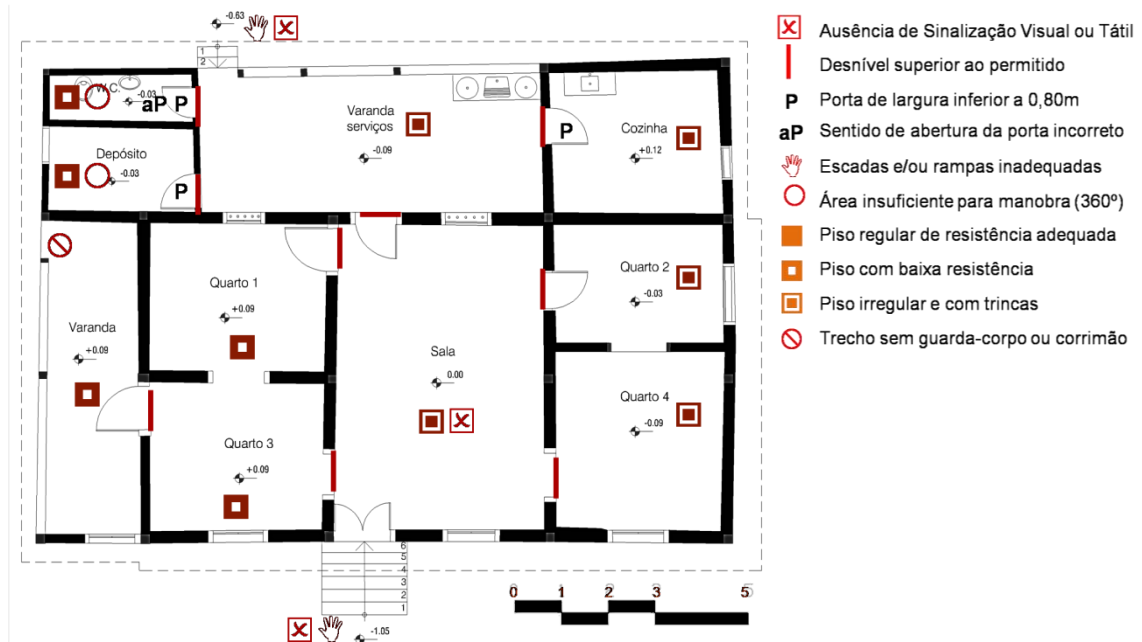 -0.63
1
2
W.C.
-0.03
aP
P
Depósito
-0.03
P
Varanda
serviços
-0.09
P
Cozinha
+0.12
Quarto 1
+0.09
Quarto 2
-0.03
Varanda
+0.09
Sala
0.00
Quarto 4
-0.09
Quarto 3
+0.09
6
5
4
3
2
1
-1.05
0 1 2 3 5
Ausência de Sinalização Visual ou Tátil
Desnível superior ao permitido
P Porta de largura inferior a 0,80m
aP Sentido de abertura da porta incorreto
Escadas e/ou rampas inadequadas
Área insuficiente para manobra (360º)
Piso regular de resistência adequada
Piso com baixa resistência
Piso irregular e com trincas
Trecho sem guarda-corpo ou corrimão